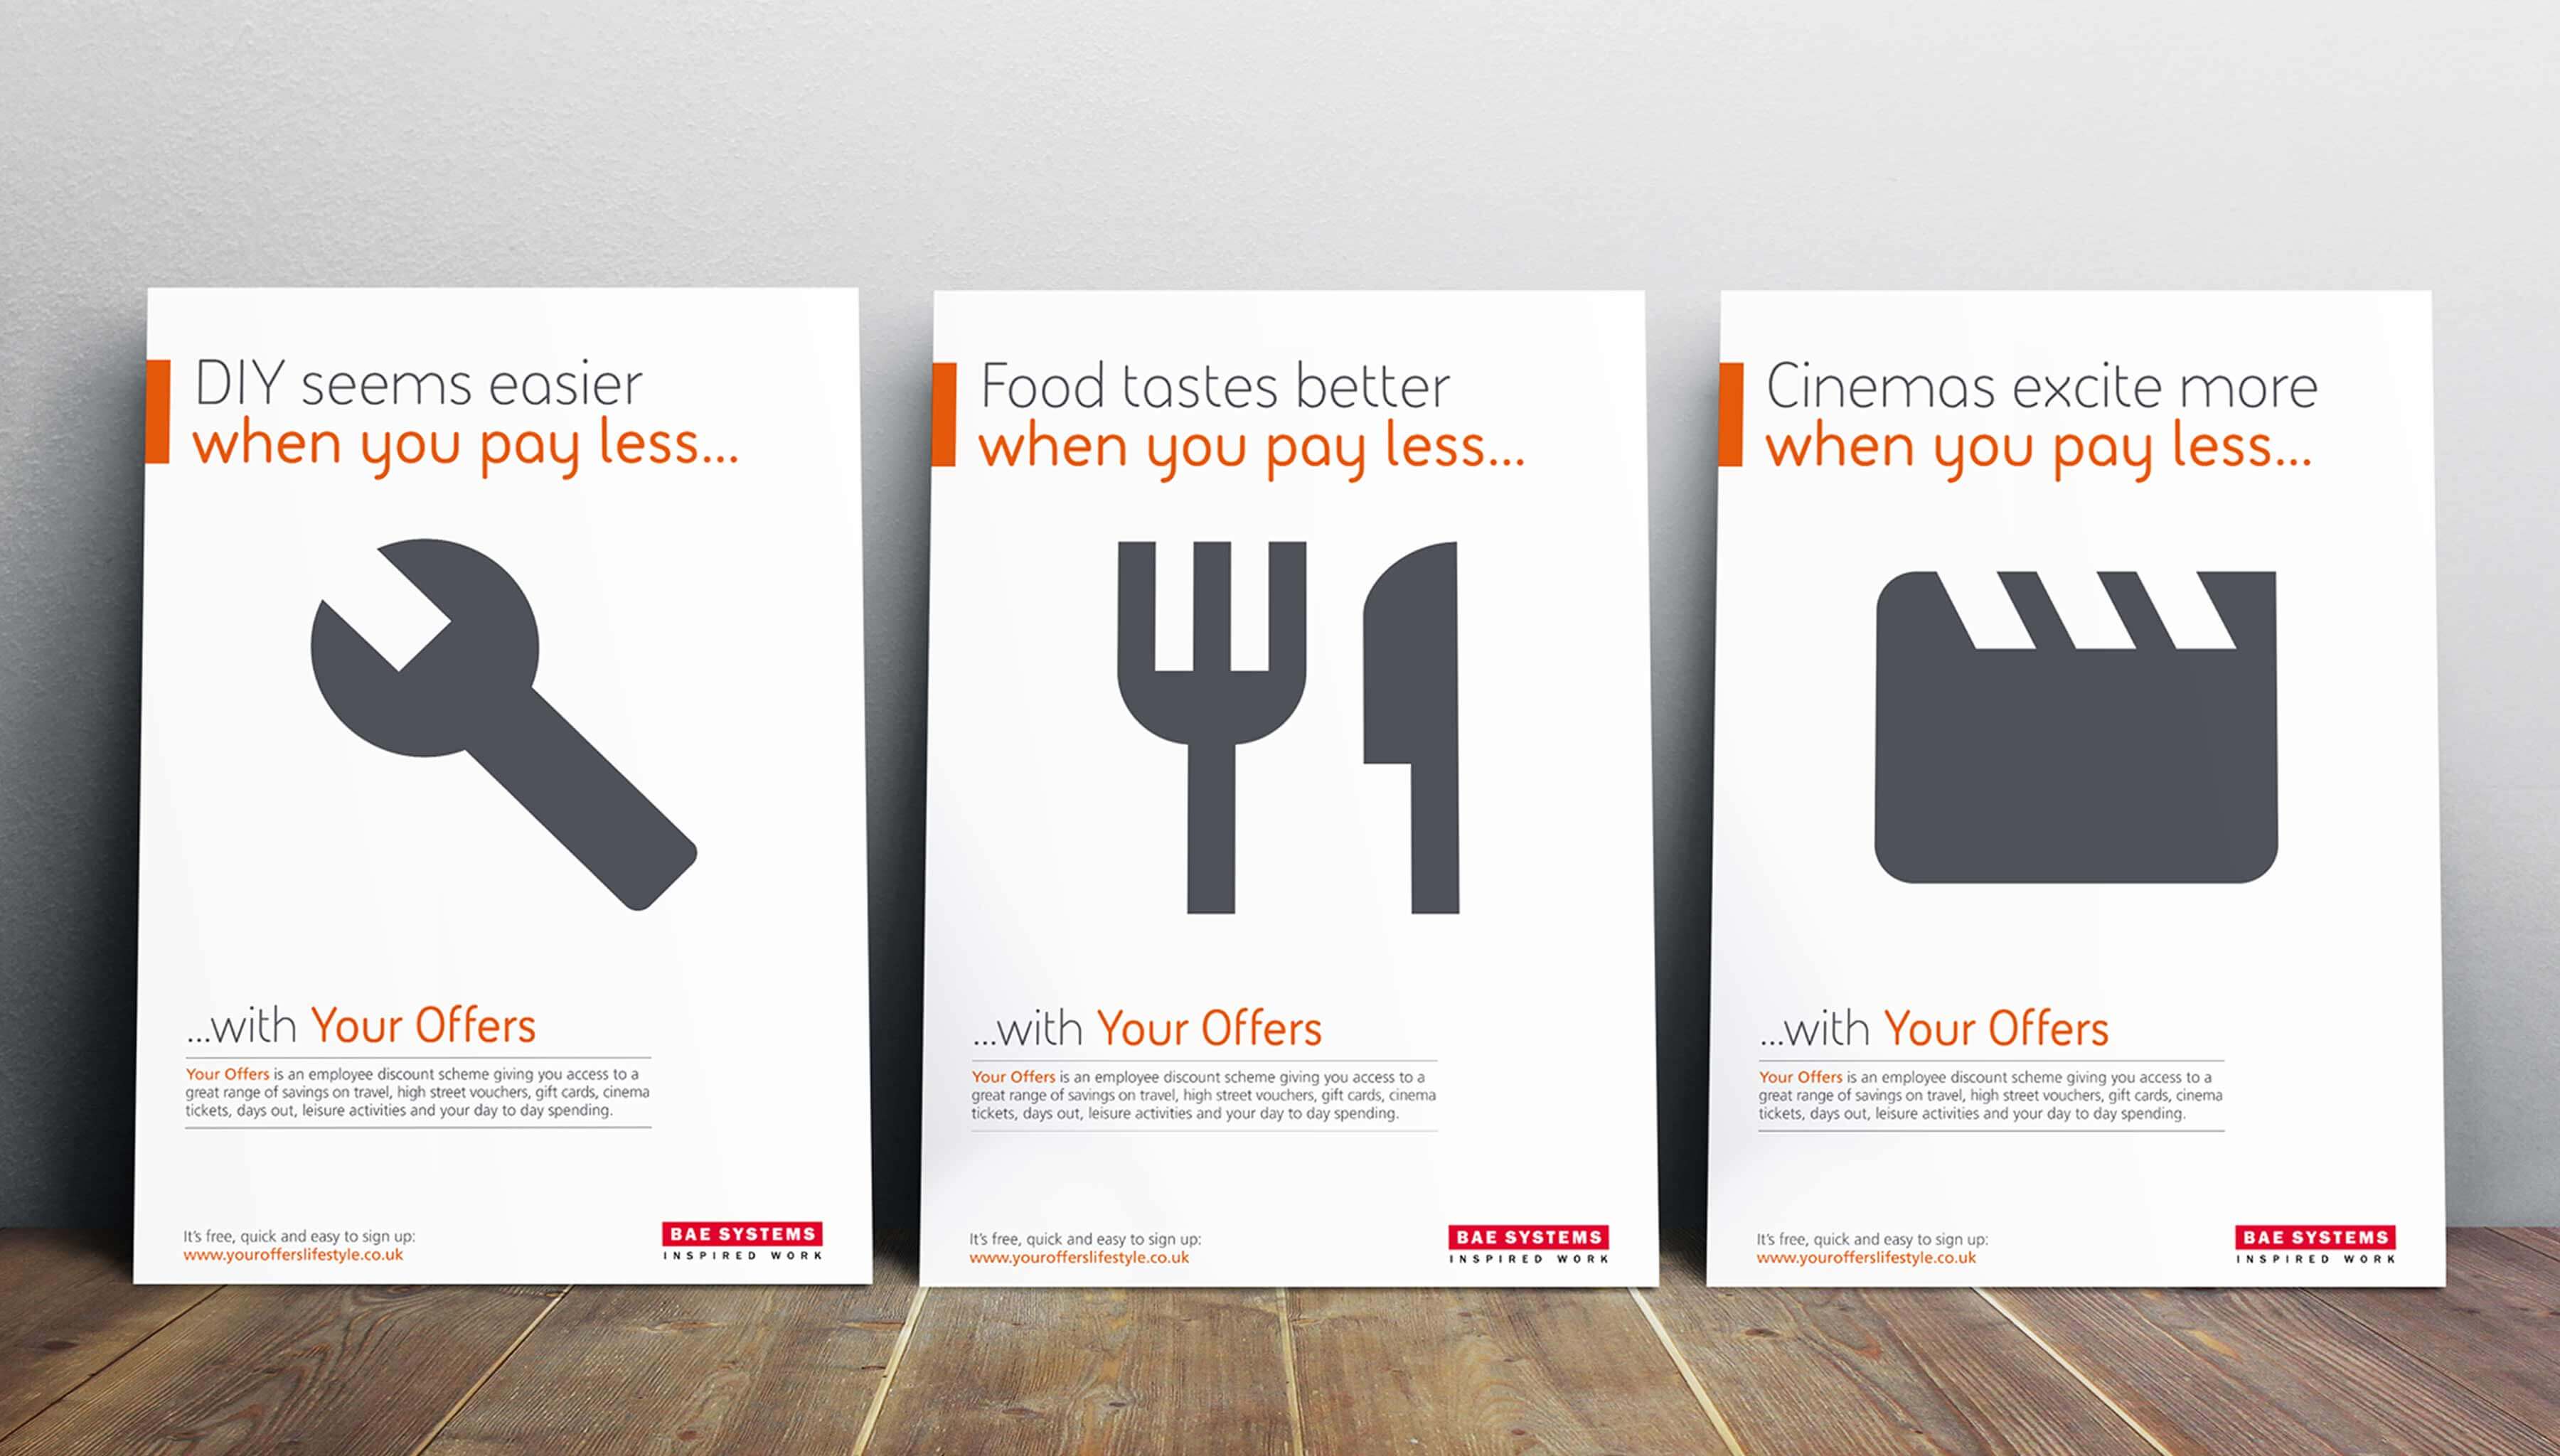 DIY seems easier
when you pay less...
...with Your Offers
Your Offers is an employee discount scheme giving you access to a
great range of savings on travel, high street vouchers, gift cards, cinema
tickets, days out, leisure activities and your day to day spending.
It's free, quick and easy to sign up:
www.yourofferslifestyle.co.uk
BAE SYSTEMS
INSPIRED WORK
Food tastes better
when you pay less...
...with Your Offers
Your Offers is an employee discount scheme giving you access to a
great range of savings on travel, high street vouchers, gift cards, cinema
tickets, days out, leisure activities and your day to day spending.
It's free, quick and easy to sign up:
www.yourofferslifestyle.co.uk
BAE SYSTEMS
INSPIRED WORK
Cinemas excite more
when you pay less...
...with Your Offers
Your Offers is an employee discount scheme giving you access to a
great range of savings on travel, high street vouchers, gift cards, cinema
tickets, days out, leisure activities and your day to day spending.
It's free, quick and easy to sign up:
www.yourofferslifestyle.co.uk
BAE SYSTEMS
INSPIRED WORK